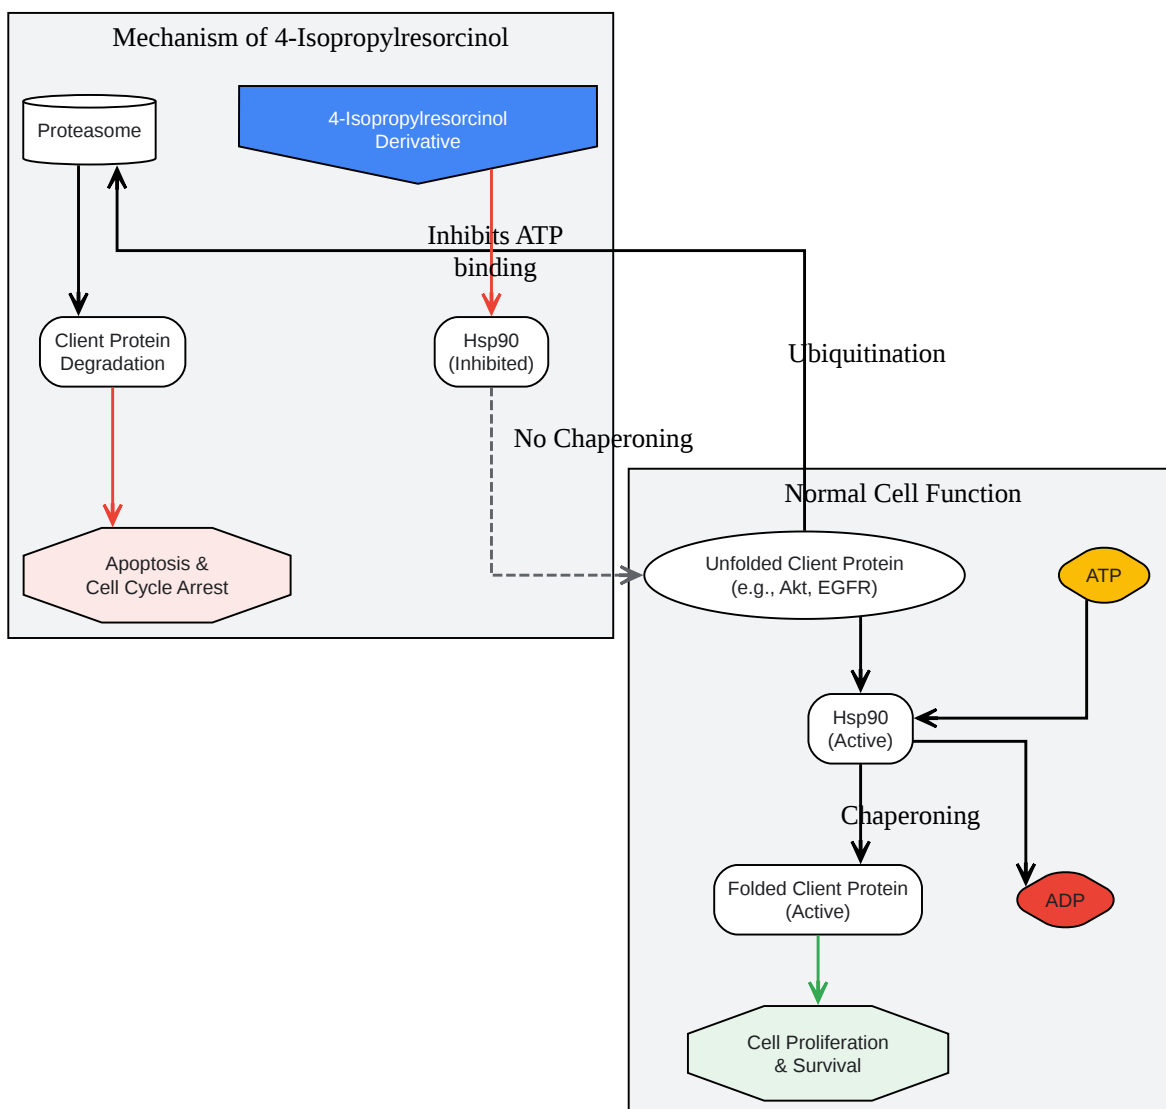 Mechanism of 4-Isopropylresorcinol
Proteasome
4-Isopropylresorcinol
Derivative
Inhibits ATP
binding
Client Protein
Degradation
Hsp90
(Inhibited)
Ubiquitination
No Chaperoning
Apoptosis &
Cell Cycle Arrest
Normal Cell Function
Unfolded Client Protein
(e.g., Akt, EGFR)
ATP
Hsp90
(Active)
Chaperoning
Folded Client Protein
(Active)
ADP
Cell Proliferation
& Survival